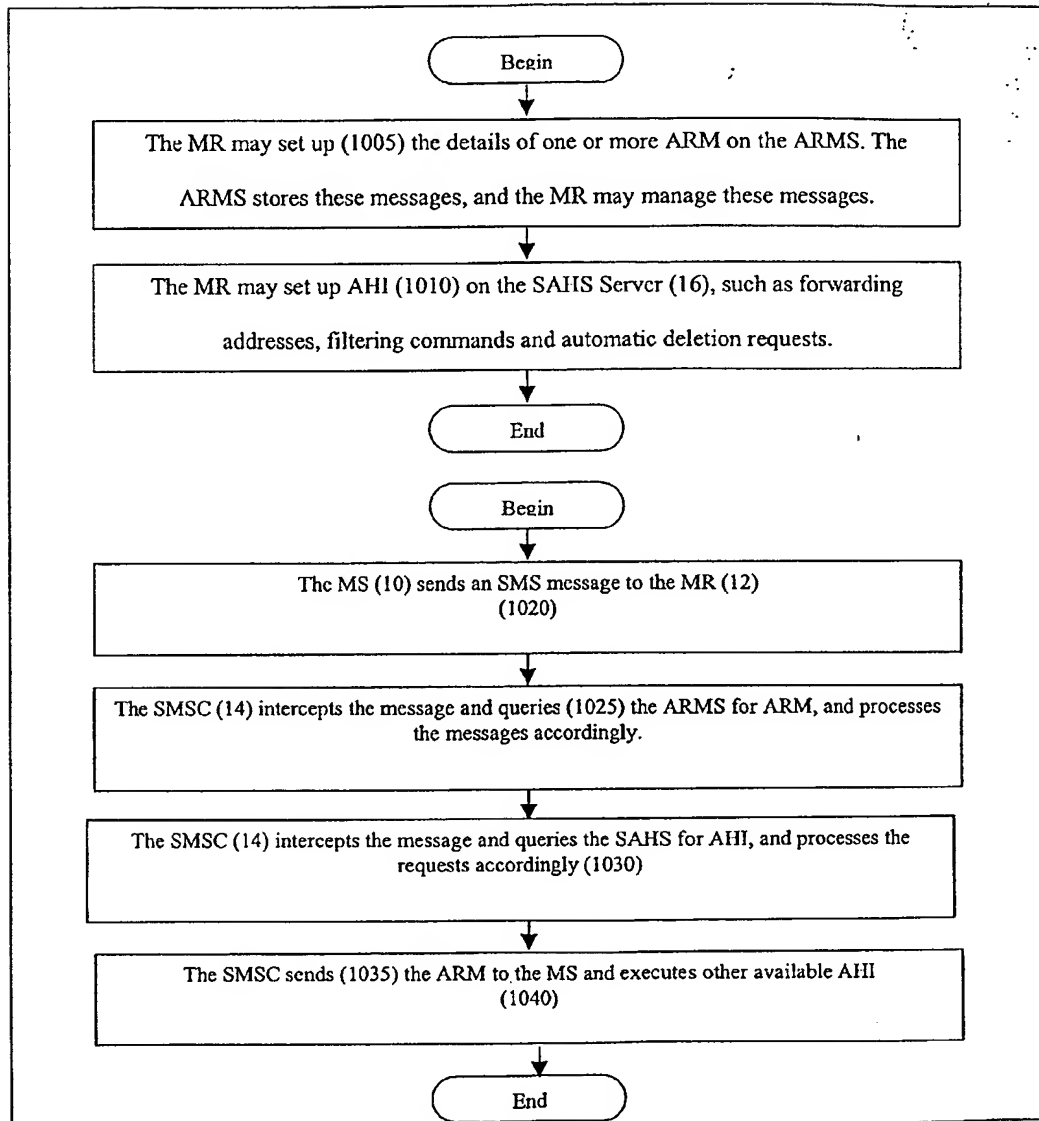 Begin
The MR may set up (1005) the details of one or more ARM on the ARMS. The
ARMS stores these messages, and the MR may manage these messages.
The MR may set up AHI (1010) on the SAHS Server (16), such as forwarding
addresses, filtering commands and automatic deletion requests.
End
Begin
The MS (10) sends an SMS message to the MR (12)
(1020)
The SMSC (14) intercepts the message and queries (1025) the ARMS for ARM, and processes
the messages accordingly.
The SMSC (14) intercepts the message and queries the SAHS for AHI, and processes the
requests accordingly (1030)
The SMSC sends (1035) the ARM to the MS and executes other available AHI
(1040)
End